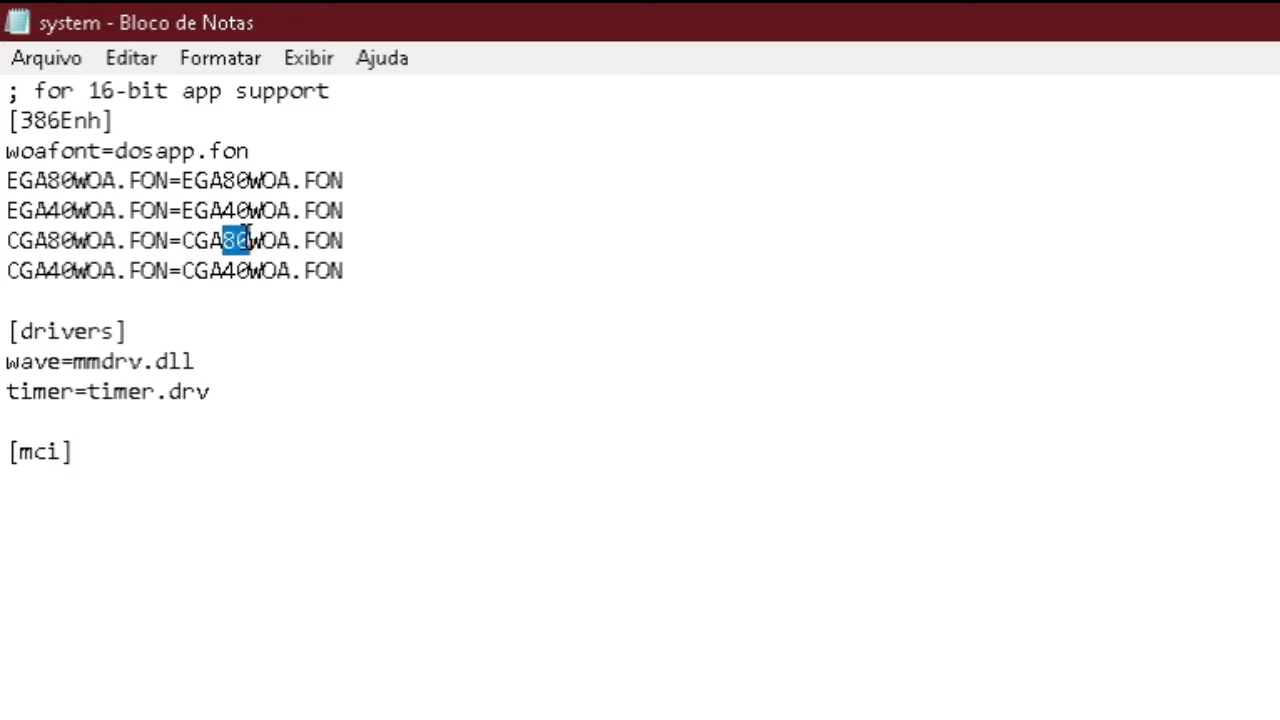 system - Bloco de Notas
Arquivo Editar Formatar Exibir Ajuda
; for 16-bit app support
[386Enh]
woafont=dosapp.fon
EGA80WOA.FON=EGA80WOA.FON
EGA40WOA.FON=EGA40WOA.FON
CGA80WOA.FON=CGA80WOA.FON
CGA40WOA.FON=CGA40WOA.FON
[drivers]
wave=mmdrv.dll
timer=timer.drv
[mci]